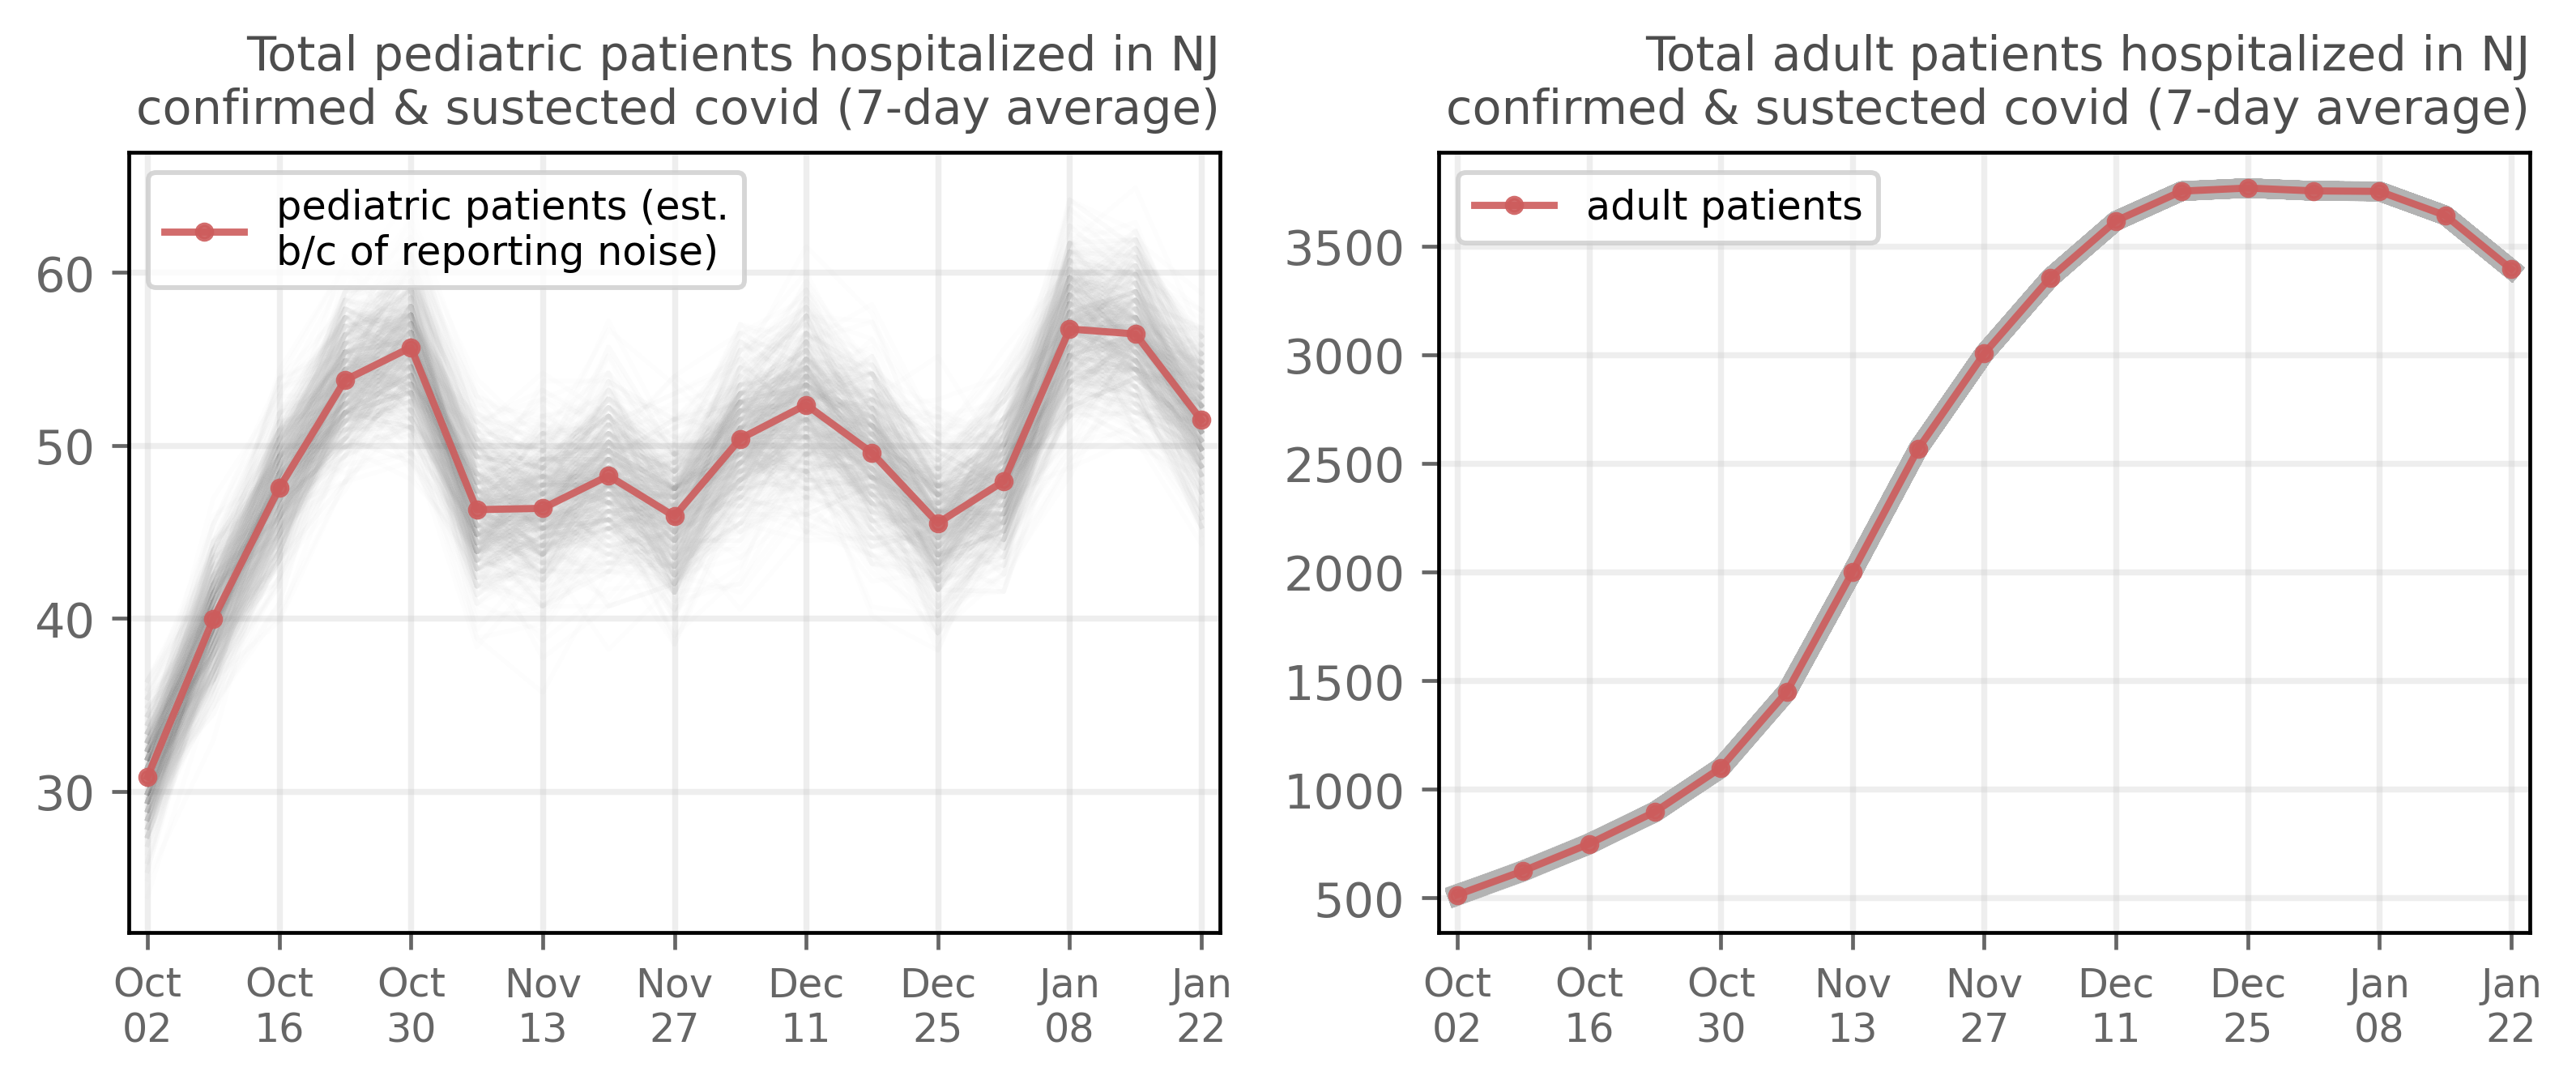 Total pediatric patients hospitalized in NJ
confirmed & sustected covid (7-day average)
pediatric patients (est.
b/c of reporting noise)
60
50
40
30
Oct Oct Oct Nov Nov Dec Dec Jan Jan
02 16 30 13 27 11 25 08 22
Total adult patients hospitalized in NJ
confirmed & sustected covid (7-day average)
adult patients
3500
3000
2500
2000
1500
1000
500
Oct Oct Oct Nov Nov Dec Dec Jan Jan
02 16 30 13 27 11 25 08 22